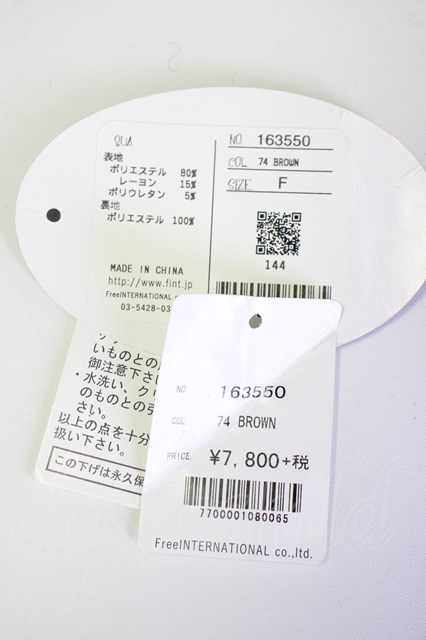 QUA
表地
ポリエステル 80%
レーヨン 15%
ポリウレタン 5%
裏地
ポリエステル 100%
MADE IN CHINA
http://www.fint.jp
FreeINTERNATIONAL
03-5428-03
NO. 163550
COL. 74 BROWN
SIZE F
144
いものとの
御注意下さ
・水洗い、ク
のものとの引
さい。
以上の点を十分
扱い下さい。
この下げは永久保
NO. 163550
COL. 74 BROWN
PRICE. ¥7,800+税
7700001080065
FreeINTERNATIONAL co.,ltd.